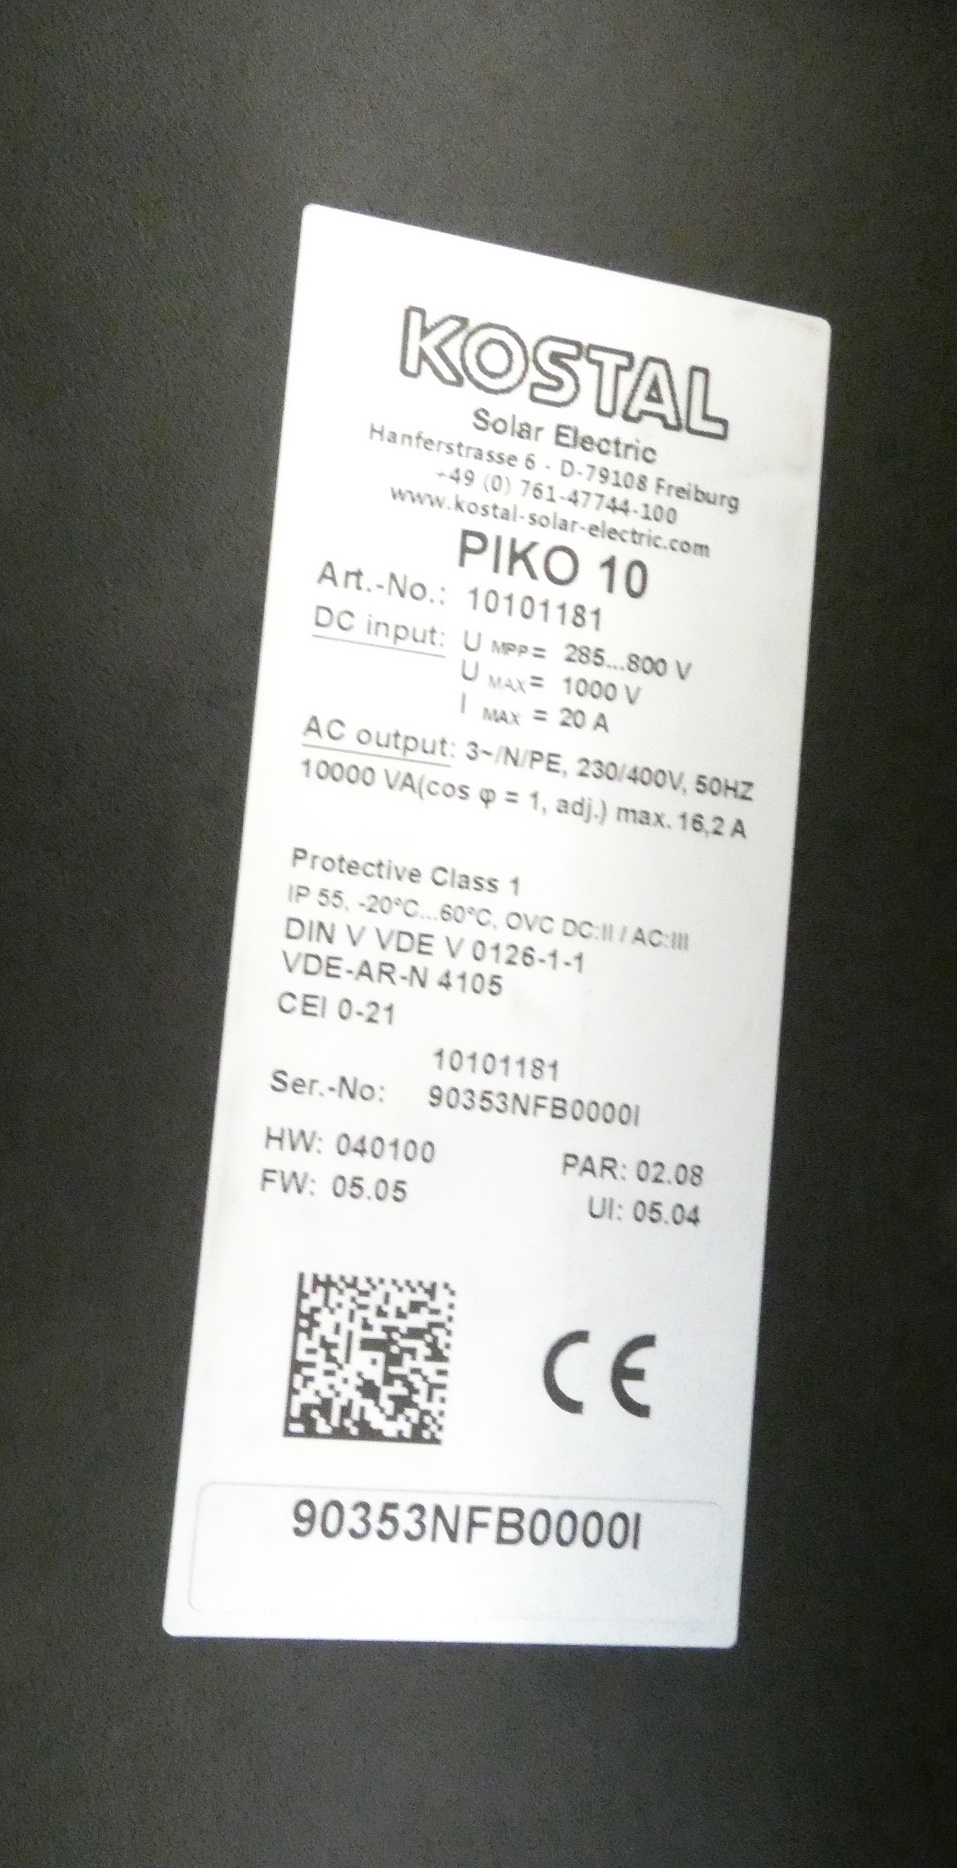 KOSTAL
Solar Electric
Hanferstrasse 6 - D-79108 Freiburg
+49 (0) 761-47744-100
www.kostal-solar-electric.com
PIKO 10
Art.-No.: 10101181
DC input: U MPP= 285...800 V
U MAX= 1000 V
I MAX = 20 A
AC output: 3~/N/PE, 230/400V, 50HZ
10000 VA(cos φ = 1, adj.) max. 16,2 A
Protective Class 1
IP 55, -20°C...60°C, OVC DC:II / AC:III
DIN V VDE V 0126-1-1
VDE-AR-N 4105
CEI 0-21
10101181
Ser.-No: 90353NFB0000I
HW: 040100 PAR: 02.08
FW: 05.05 UI: 05.04
CE
90353NFB0000I